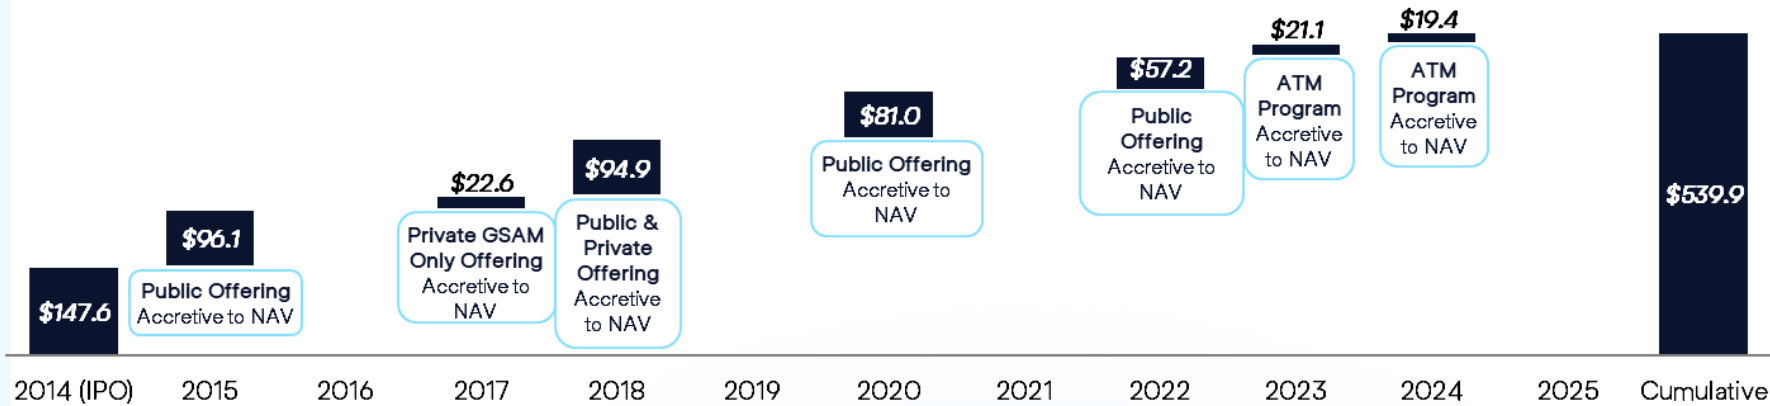 $147.6
$96.1
Public Offering
Accretive to NAV
$22.6
Private GSAM
Only Offering
Accretive to
NAV
$94.9
Public &
Private
Offering
Accretive
to NAV
$81.0
Public Offering
Accretive to
NAV
$57.2
Public
Offering
Accretive to
NAV
$21.1
ATM
Program
Accretive
to NAV
$19.4
ATM
Program
Accretive
to NAV
$539.9
2014 (IPO) 2015 2016 2017 2018 2019 2020 2021 2022 2023 2024 2025 Cumulative